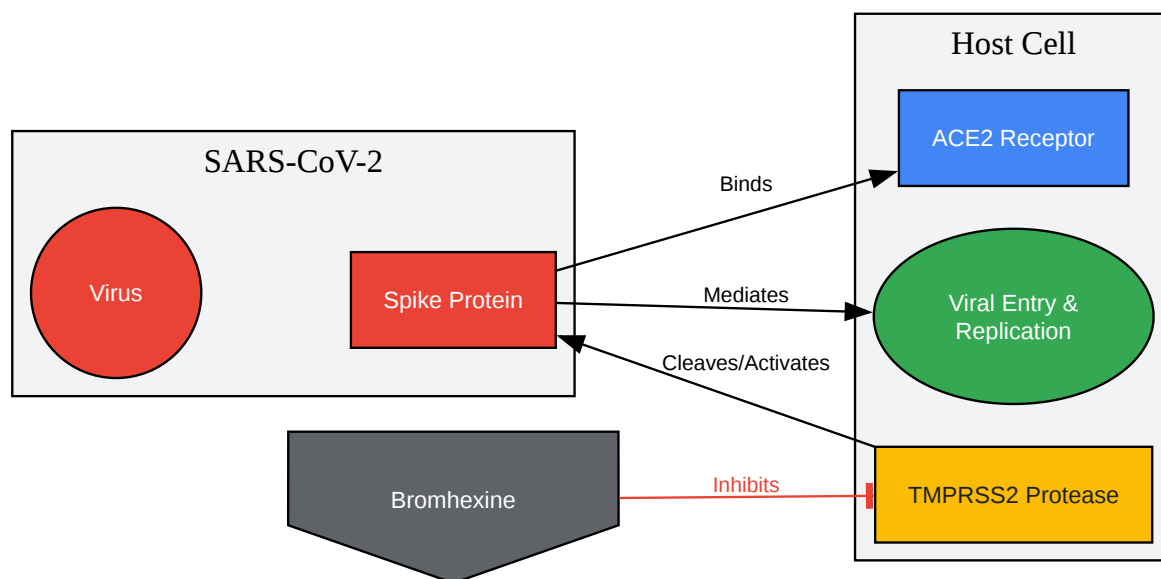 Host Cell
ACE2 Receptor
SARS-CoV-2
Binds
Virus
Spike Protein
Mediates
Viral Entry &
Replication
Cleaves/Activates
Bromhexine
Inhibits
TMPRSS2 Protease